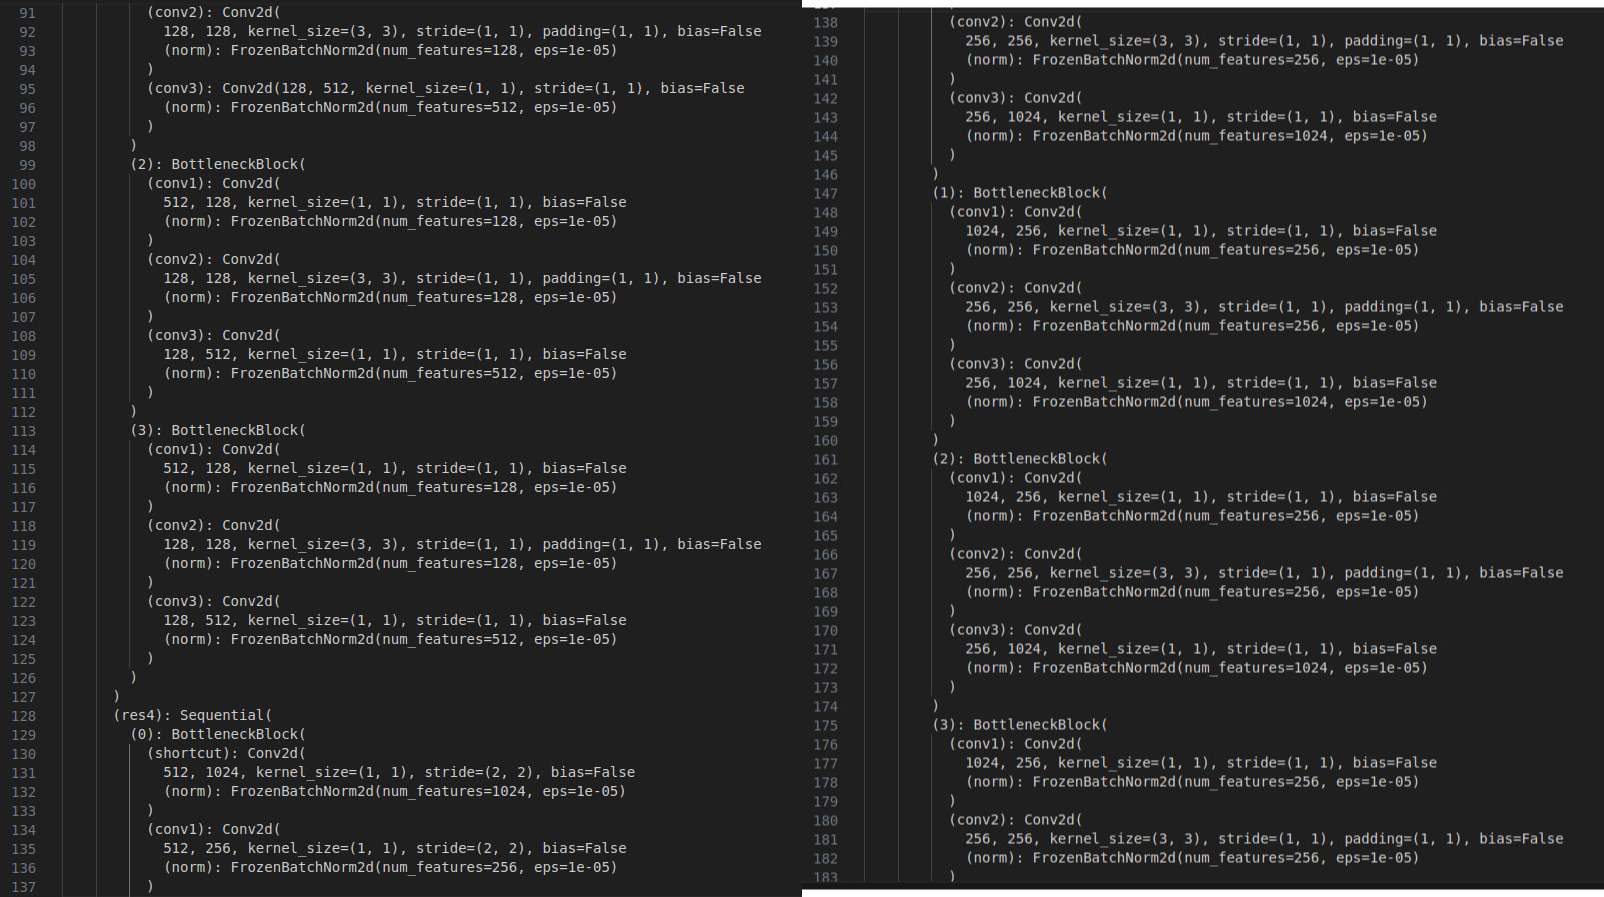 91 (conv2): Conv2d(
92 128, 128, kernel_size=(3, 3), stride=(1, 1), padding=(1, 1), bias=False
93 (norm): FrozenBatchNorm2d(num_features=128, eps=1e-05)
94 )
95 (conv3): Conv2d(128, 512, kernel_size=(1, 1), stride=(1, 1), bias=False
96 (norm): FrozenBatchNorm2d(num_features=512, eps=1e-05)
97 )
98 )
99 (2): BottleneckBlock(
100 (conv1): Conv2d(
101 512, 128, kernel_size=(1, 1), stride=(1, 1), bias=False
102 (norm): FrozenBatchNorm2d(num_features=128, eps=1e-05)
103 )
104 (conv2): Conv2d(
105 128, 128, kernel_size=(3, 3), stride=(1, 1), padding=(1, 1), bias=False
106 (norm): FrozenBatchNorm2d(num_features=128, eps=1e-05)
107 )
108 (conv3): Conv2d(
109 128, 512, kernel_size=(1, 1), stride=(1, 1), bias=False
110 (norm): FrozenBatchNorm2d(num_features=512, eps=1e-05)
111 )
112 )
113 (3): BottleneckBlock(
114 (conv1): Conv2d(
115 512, 128, kernel_size=(1, 1), stride=(1, 1), bias=False
116 (norm): FrozenBatchNorm2d(num_features=128, eps=1e-05)
117 )
118 (conv2): Conv2d(
119 128, 128, kernel_size=(3, 3), stride=(1, 1), padding=(1, 1), bias=False
120 (norm): FrozenBatchNorm2d(num_features=128, eps=1e-05)
121 )
122 (conv3): Conv2d(
123 128, 512, kernel_size=(1, 1), stride=(1, 1), bias=False
124 (norm): FrozenBatchNorm2d(num_features=512, eps=1e-05)
125 )
126 )
127 )
128 (res4): Sequential(
129 (0): BottleneckBlock(
130 (shortcut): Conv2d(
131 512, 1024, kernel_size=(1, 1), stride=(2, 2), bias=False
132 (norm): FrozenBatchNorm2d(num_features=1024, eps=1e-05)
133 )
134 (conv1): Conv2d(
135 512, 256, kernel_size=(1, 1), stride=(2, 2), bias=False
136 (norm): FrozenBatchNorm2d(num_features=256, eps=1e-05)
137 )
138 (conv2): Conv2d(
139 256, 256, kernel_size=(3, 3), stride=(1, 1), padding=(1, 1), bias=False
140 (norm): FrozenBatchNorm2d(num_features=256, eps=1e-05)
141 )
142 (conv3): Conv2d(
143 256, 1024, kernel_size=(1, 1), stride=(1, 1), bias=False
144 (norm): FrozenBatchNorm2d(num_features=1024, eps=1e-05)
145 )
146 )
147 (1): BottleneckBlock(
148 (conv1): Conv2d(
149 1024, 256, kernel_size=(1, 1), stride=(1, 1), bias=False
150 (norm): FrozenBatchNorm2d(num_features=256, eps=1e-05)
151 )
152 (conv2): Conv2d(
153 256, 256, kernel_size=(3, 3), stride=(1, 1), padding=(1, 1), bias=False
154 (norm): FrozenBatchNorm2d(num_features=256, eps=1e-05)
155 )
156 (conv3): Conv2d(
157 256, 1024, kernel_size=(1, 1), stride=(1, 1), bias=False
158 (norm): FrozenBatchNorm2d(num_features=1024, eps=1e-05)
159 )
160 )
161 (2): BottleneckBlock(
162 (conv1): Conv2d(
163 1024, 256, kernel_size=(1, 1), stride=(1, 1), bias=False
164 (norm): FrozenBatchNorm2d(num_features=256, eps=1e-05)
165 )
166 (conv2): Conv2d(
167 256, 256, kernel_size=(3, 3), stride=(1, 1), padding=(1, 1), bias=False
168 (norm): FrozenBatchNorm2d(num_features=256, eps=1e-05)
169 )
170 (conv3): Conv2d(
171 256, 1024, kernel_size=(1, 1), stride=(1, 1), bias=False
172 (norm): FrozenBatchNorm2d(num_features=1024, eps=1e-05)
173 )
174 )
175 (3): BottleneckBlock(
176 (conv1): Conv2d(
177 1024, 256, kernel_size=(1, 1), stride=(1, 1), bias=False
178 (norm): FrozenBatchNorm2d(num_features=256, eps=1e-05)
179 )
180 (conv2): Conv2d(
181 256, 256, kernel_size=(3, 3), stride=(1, 1), padding=(1, 1), bias=False
182 (norm): FrozenBatchNorm2d(num_features=256, eps=1e-05)
183 )